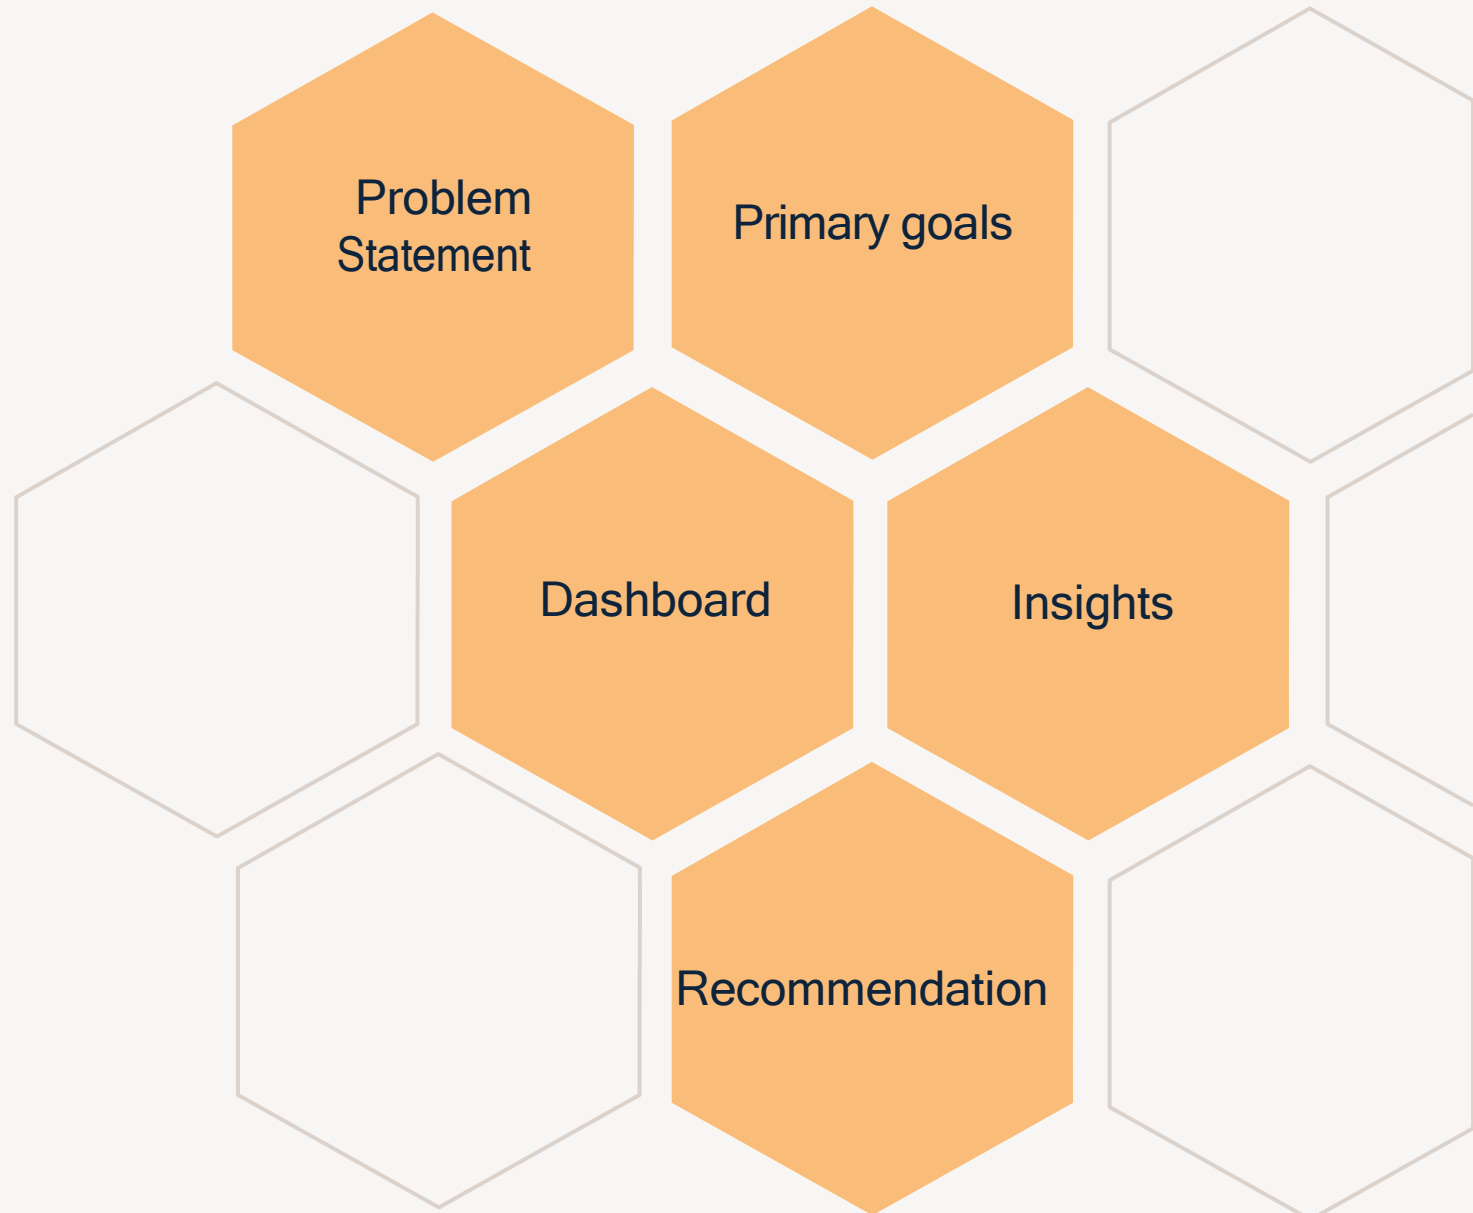 Problem
Statement
Primary goals
Dashboard
Insights
Recommendation